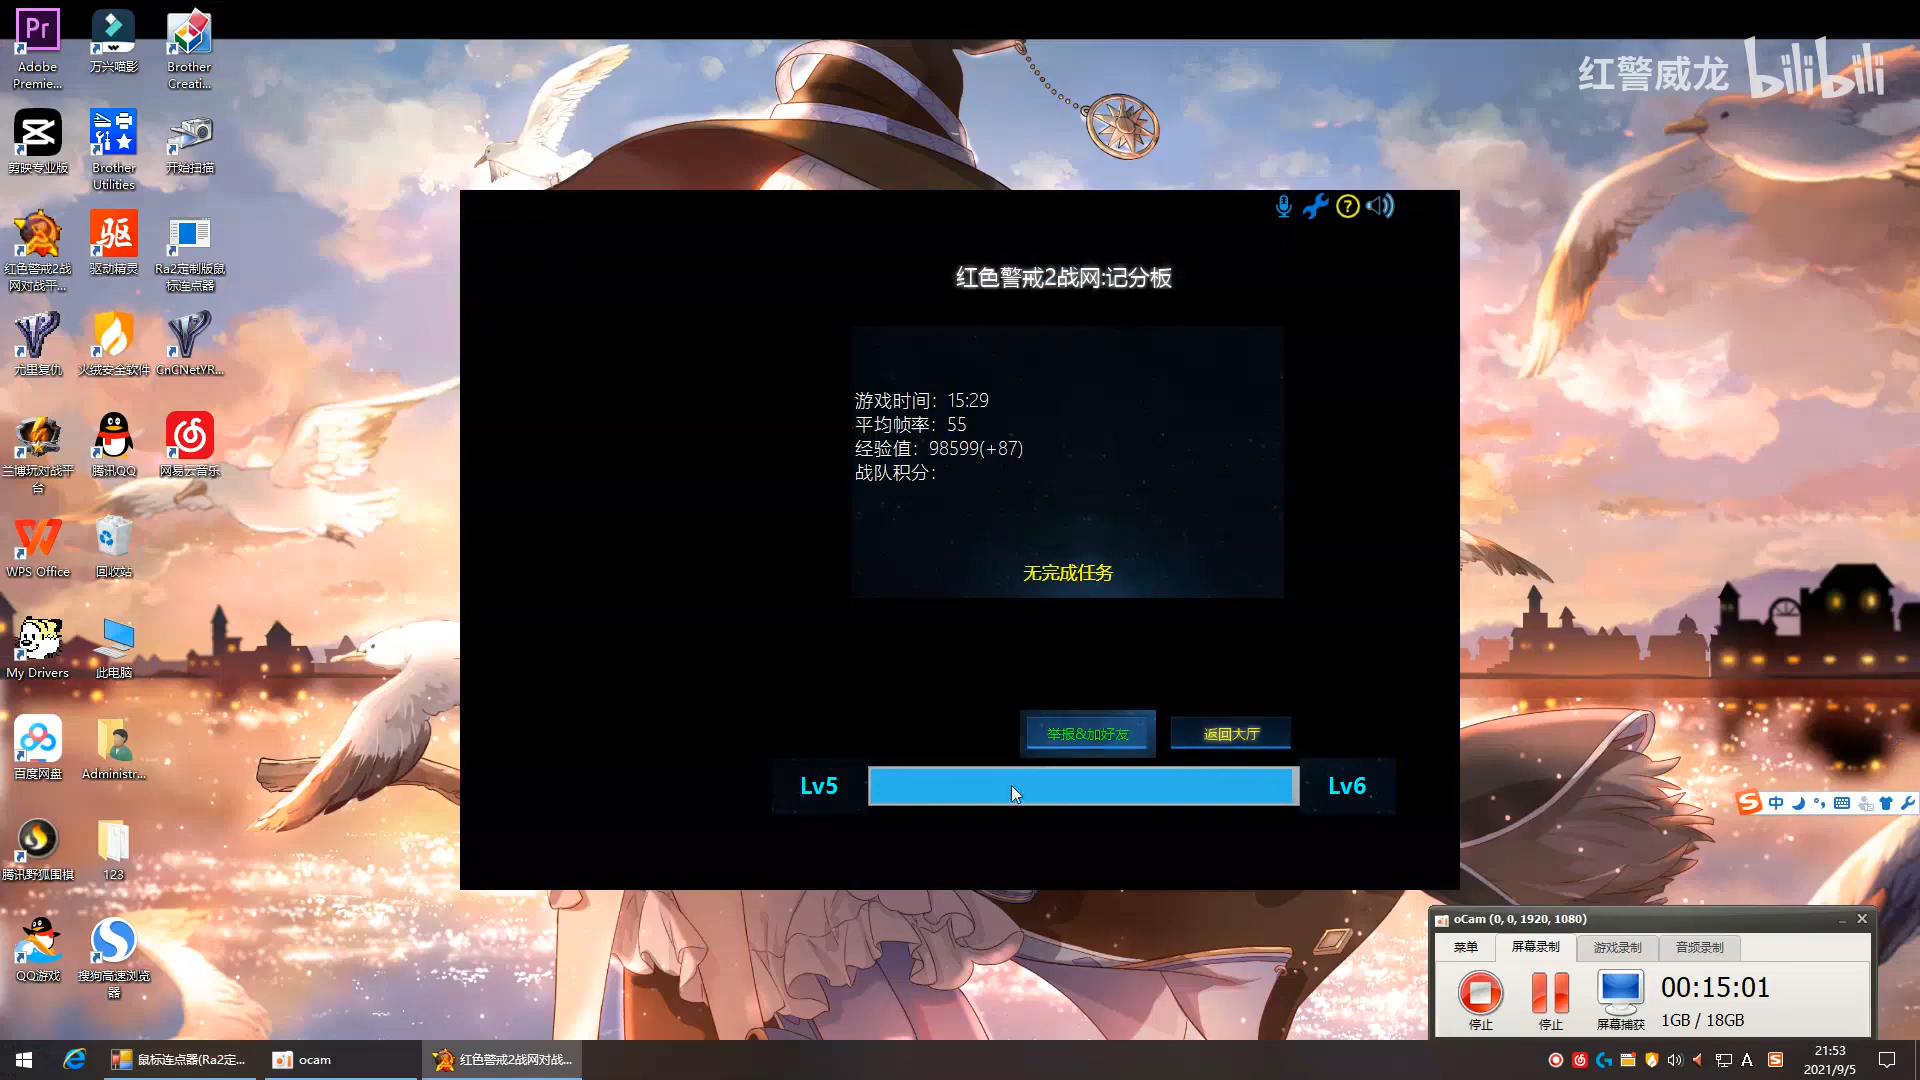 Pr
Adobe
Premie...
万兴喵影
Brother
Creati...
剪映专业版
Brother
Utilities
开始扫描
红色警戒2战
网对战平...
驱
驱动精灵
Ra2定制版鼠
标连点器
尤里复仇
火绒安全软件
CnCNetYR...
兰博玩对战平
台
腾讯QQ
网易云音乐
WPS Office
回收站
My Drivers
此电脑
百度网盘
Administr...
腾讯野狐围棋
123
QQ游戏
搜狗高速浏览
器
红警威龙
bilibili
红色警戒2战网:记分板
游戏时间：15:29
平均帧率：55
经验值：98599(+87)
战队积分：
无完成任务
举报&加好友
返回大厅
Lv5
Lv6
中
oCam (0, 0, 1920, 1080)
菜单
屏幕录制
游戏录制
音频录制
停止
停止
屏幕捕获
00:15:01
1GB / 18GB
鼠标连点器(Ra2定...
ocam
红色警戒2战网对战...
A
21:53
2021/9/5